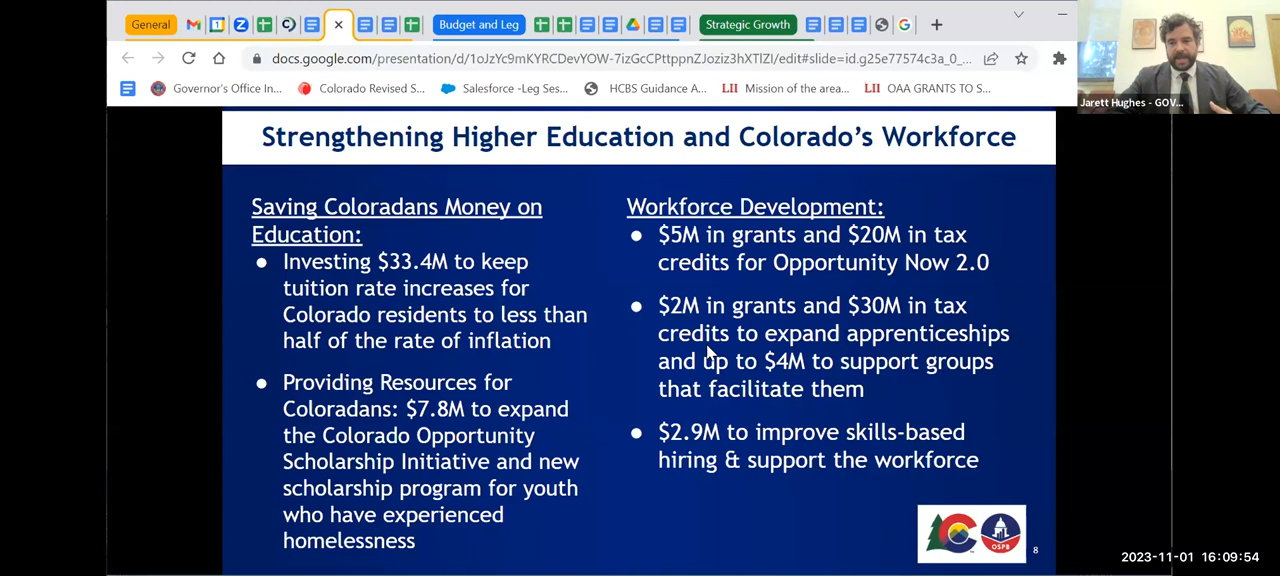 General
Budget and Leg
Strategic Growth
docs.google.com/presentation/d/1oJzYc9mKYRCDevYOW-7izGcCPttppnZJoziz3hXTlZI/edit#slide=id.g25e77574c3a_0_...
Governor's Office In...
Colorado Revised S...
Salesforce -Leg Ses...
HCBS Guidance A...
LII Mission of the area...
LII OAA GRANTS TO S...
Jarett Hughes - GOV...
Strengthening Higher Education and Colorado's Workforce
Saving Coloradans Money on
Education:
● Investing $33.4M to keep
tuition rate increases for
Colorado residents to less than
half of the rate of inflation
● Providing Resources for
Coloradans: $7.8M to expand
the Colorado Opportunity
Scholarship Initiative and new
scholarship program for youth
who have experienced
homelessness
Workforce Development:
● $5M in grants and $20M in tax
credits for Opportunity Now 2.0
● $2M in grants and $30M in tax
credits to expand apprenticeships
and up to $4M to support groups
that facilitate them
● $2.9M to improve skills-based
hiring & support the workforce
OSPB
8
2023-11-01 16:09:54